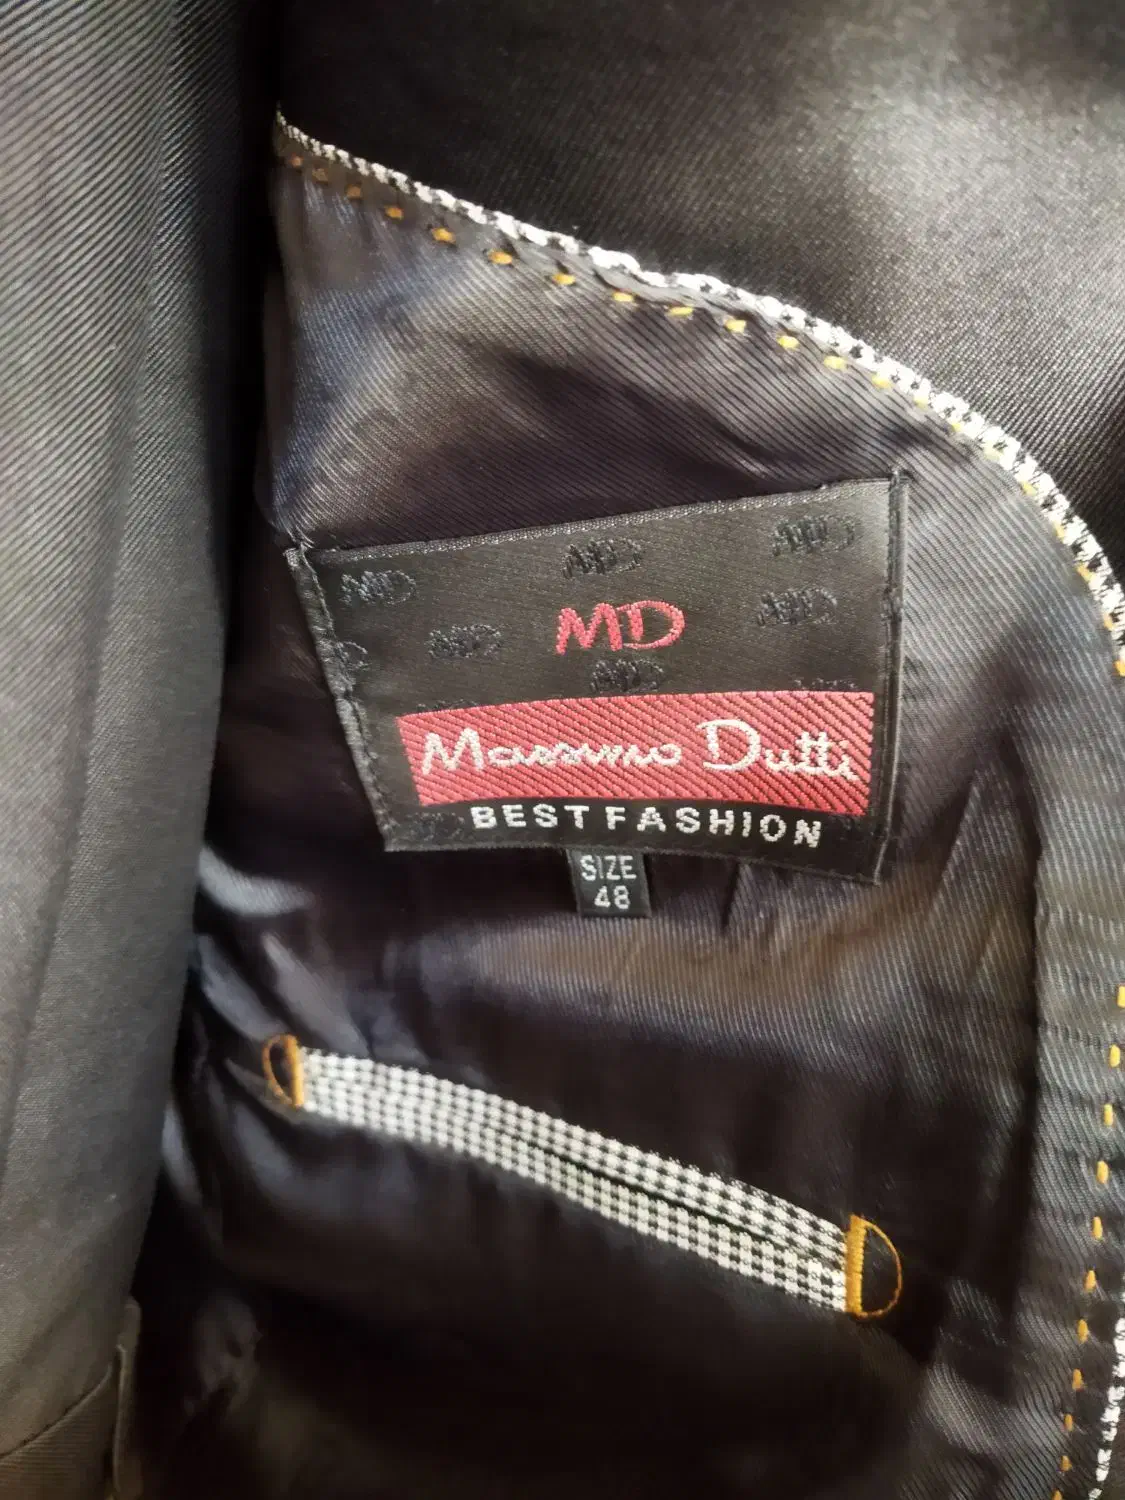 MD
Massimo Dutti
BEST FASHION
SIZE
48